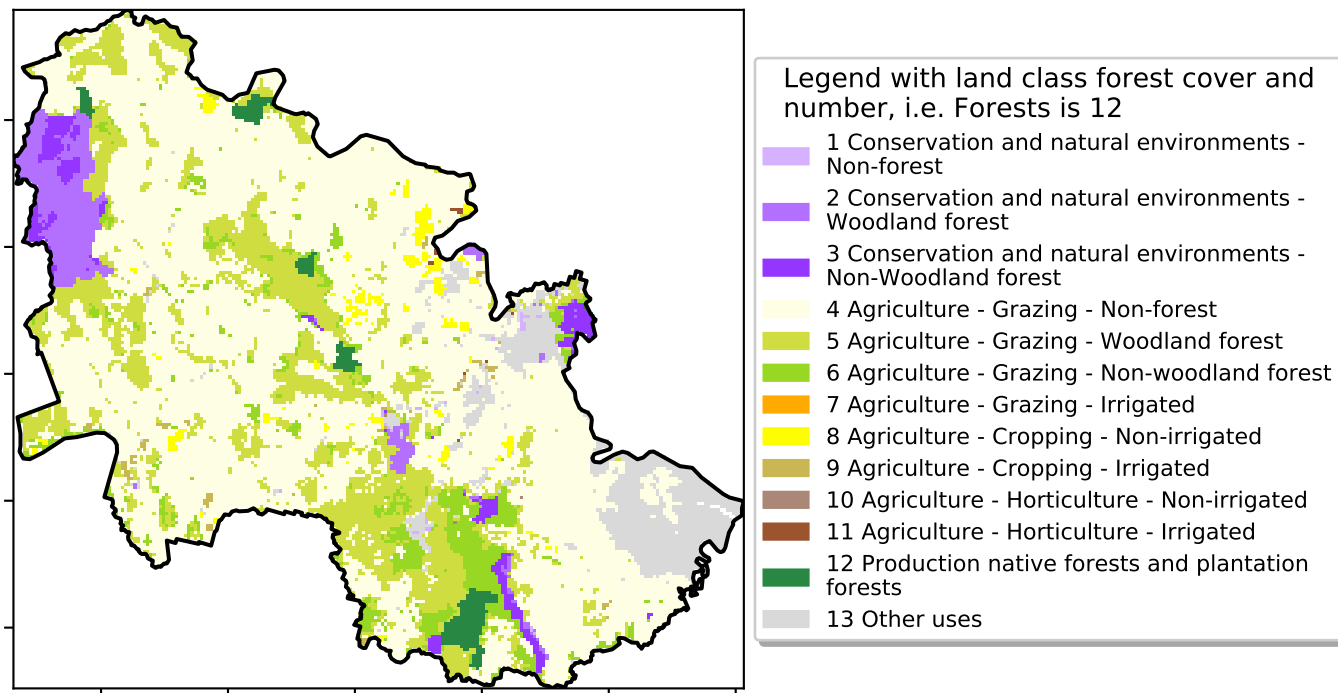 Legend with land class forest cover and
number, i.e. Forests is 12
1 Conservation and natural environments -
Non-forest
2 Conservation and natural environments -
Woodland forest
3 Conservation and natural environments -
Non-Woodland forest
4 Agriculture - Grazing - Non-forest
5 Agriculture - Grazing - Woodland forest
6 Agriculture - Grazing - Non-woodland forest
7 Agriculture - Grazing - Irrigated
8 Agriculture - Cropping - Non-irrigated
9 Agriculture - Cropping - Irrigated
10 Agriculture - Horticulture - Non-irrigated
11 Agriculture - Horticulture - Irrigated
12 Production native forests and plantation
forests
13 Other uses